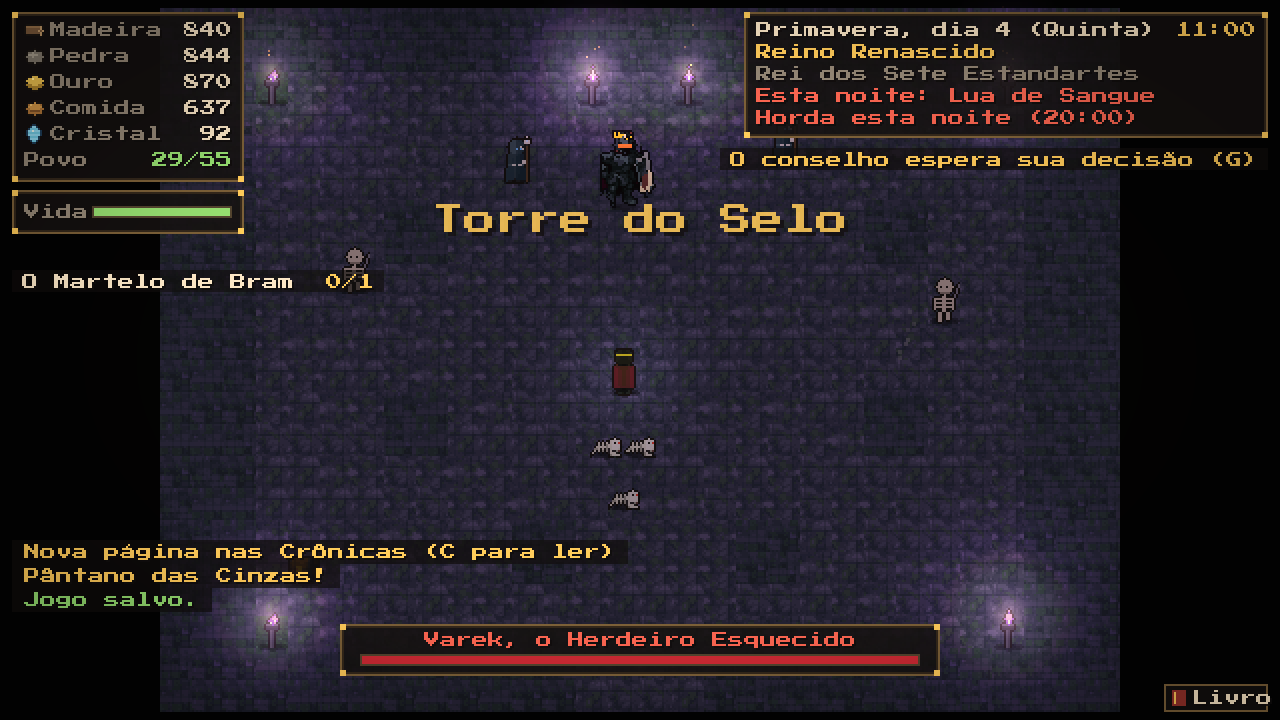 Madeira 840
Pedra 844
Ouro 870
Comida 637
Cristal 92
Povo 29/55
Vida
O Martelo de Bram 0/1
Primavera, dia 4 (Quinta) 11:00
Reino Renascido
Rei dos Sete Estandartes
Esta noite: Lua de Sangue
Horda esta noite (20:00)
O conselho espera sua decisão (G)
Torre do Selo
Nova página nas Crônicas (C para ler)
Pântano das Cinzas!
Jogo salvo.
Varek, o Herdeiro Esquecido
Livro